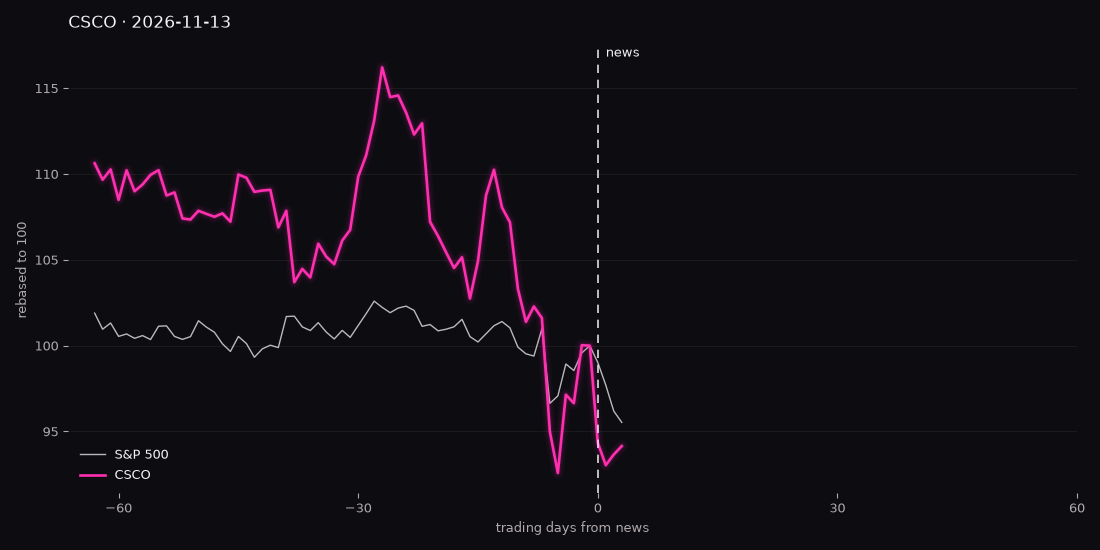 CSCO · 2026-11-13
news
115
110
105
100
95
rebased to 100
S&P 500
CSCO
−60
−30
0
30
60
trading days from news